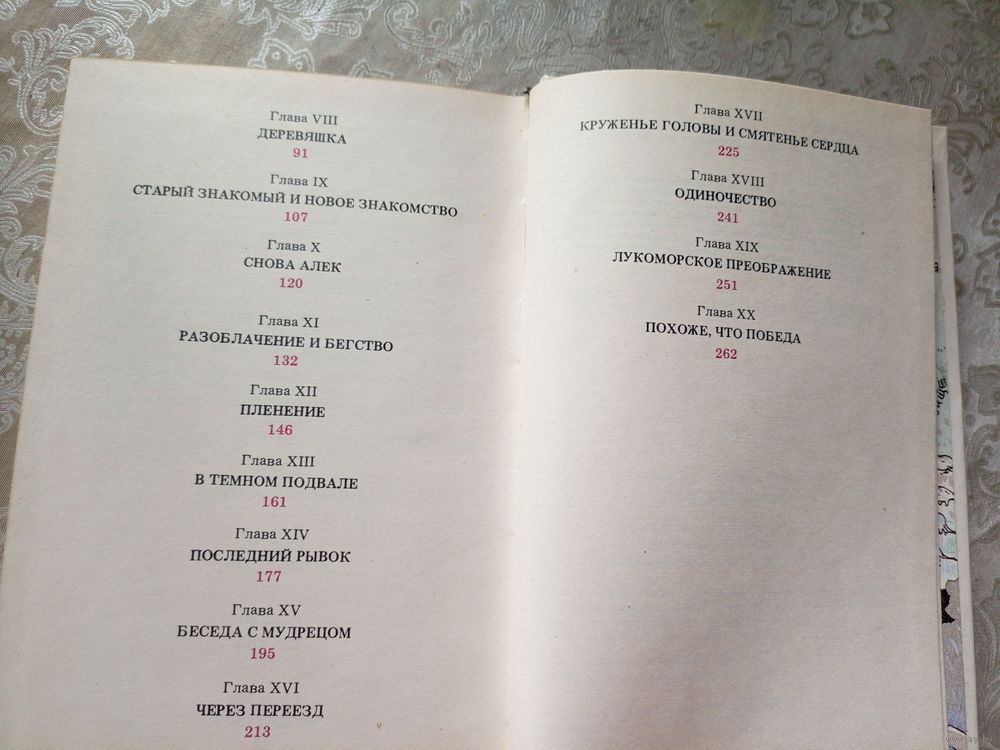 Глава VIII
ДЕРЕВЯШКА
91
Глава IX
СТАРЫЙ ЗНАКОМЫЙ И НОВОЕ ЗНАКОМСТВО
107
Глава X
СНОВА АЛЕК
120
Глава XI
РАЗОБЛАЧЕНИЕ И БЕГСТВО
132
Глава XII
ПЛЕНЕНИЕ
146
Глава XIII
В ТЕМНОМ ПОДВАЛЕ
161
Глава XIV
ПОСЛЕДНИЙ РЫВОК
177
Глава XV
БЕСЕДА С МУДРЕЦОМ
195
Глава XVI
ЧЕРЕЗ ПЕРЕЕЗД
213
Глава XVII
КРУЖЕНЬЕ ГОЛОВЫ И СМЯТЕНЬЕ СЕРДЦА
225
Глава XVIII
ОДИНОЧЕСТВО
241
Глава XIX
ЛУКОМОРСКОЕ ПРЕОБРАЖЕНИЕ
251
Глава XX
ПОХОЖЕ, ЧТО ПОБЕДА
262